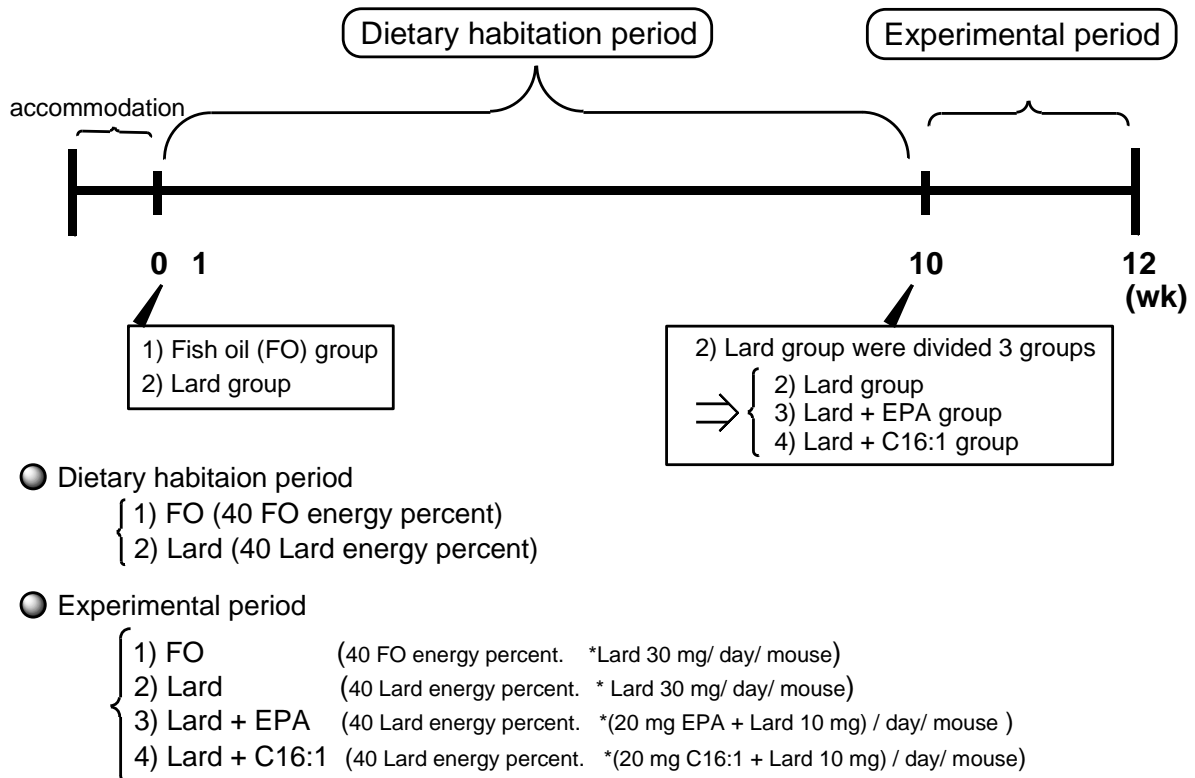 Dietary habitation period
Experimental period
accommodation
0 1 10 12
(wk)
1) Fish oil (FO) group
2) Lard group
2) Lard group were divided 3 groups
2) Lard group
3) Lard + EPA group
4) Lard + C16:1 group
Dietary habitaion period
1) FO (40 FO energy percent)
2) Lard (40 Lard energy percent)
Experimental period
1) FO (40 FO energy percent. *Lard 30 mg/ day/ mouse)
2) Lard (40 Lard energy percent. * Lard 30 mg/ day/ mouse)
3) Lard + EPA (40 Lard energy percent. *(20 mg EPA + Lard 10 mg) / day/ mouse )
4) Lard + C16:1 (40 Lard energy percent. *(20 mg C16:1 + Lard 10 mg) / day/ mouse)